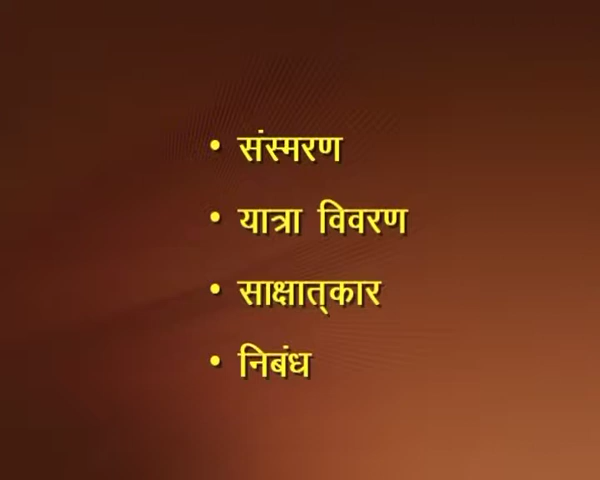 • संस्मरण
• यात्रा विवरण
• साक्षात्कार
• निबंध